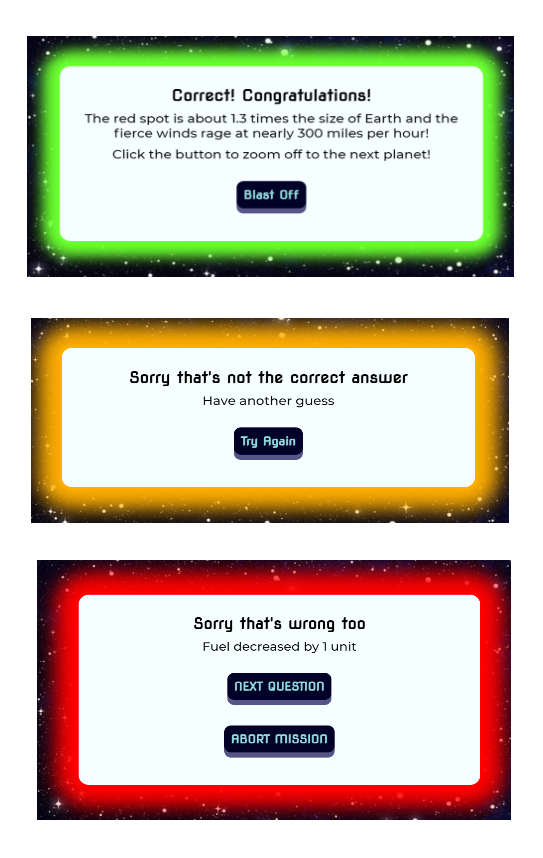 Correct! Congratulations!
The red spot is about 1.3 times the size of Earth and the
fierce winds rage at nearly 300 miles per hour!
Click the button to zoom off to the next planet!
Blast Off
Sorry that's not the correct answer
Have another guess
Try Again
Sorry that's wrong too
Fuel decreased by 1 unit
NEXT QUESTION
ABORT MISSION